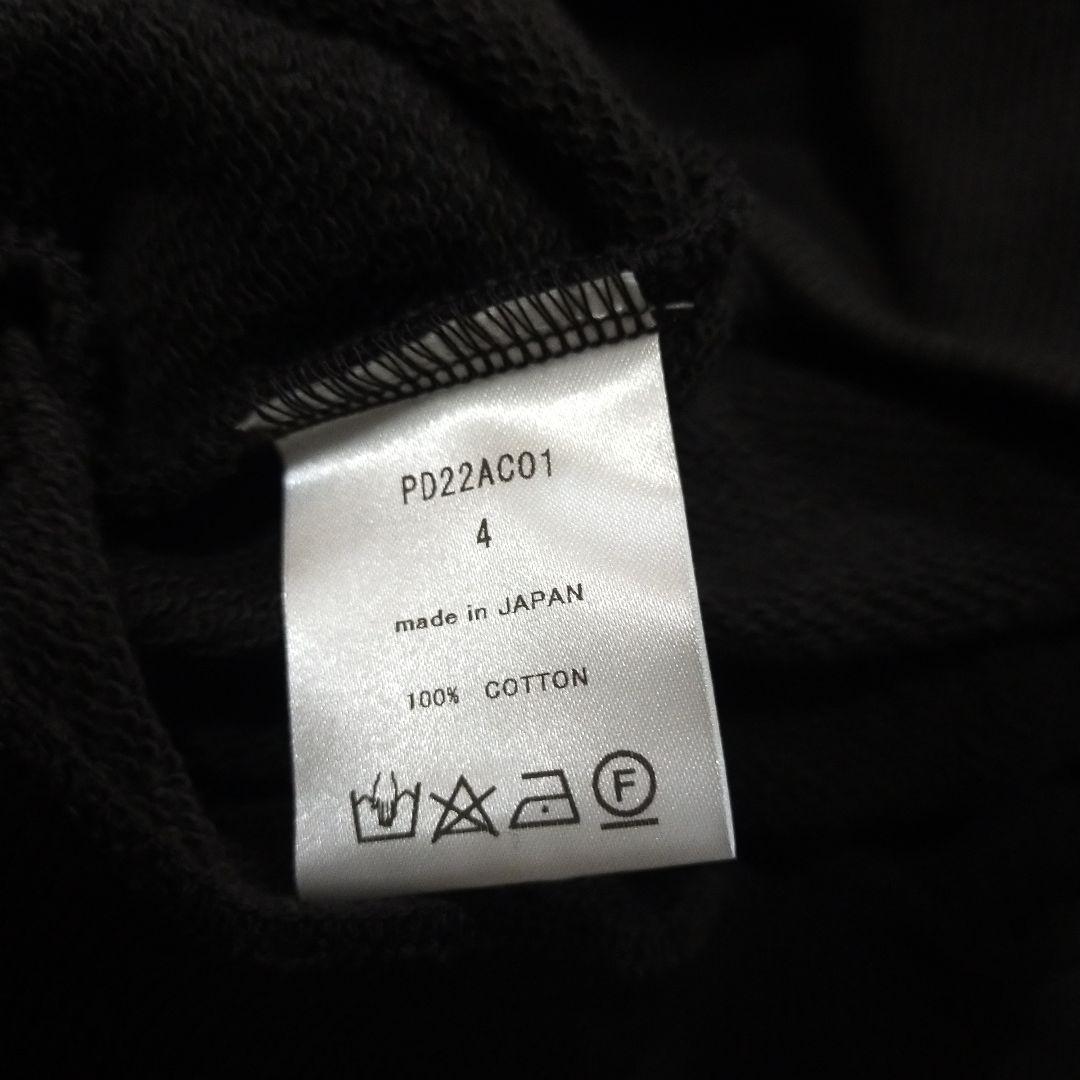 PD22AC01
4
made in JAPAN
100% COTTON
F